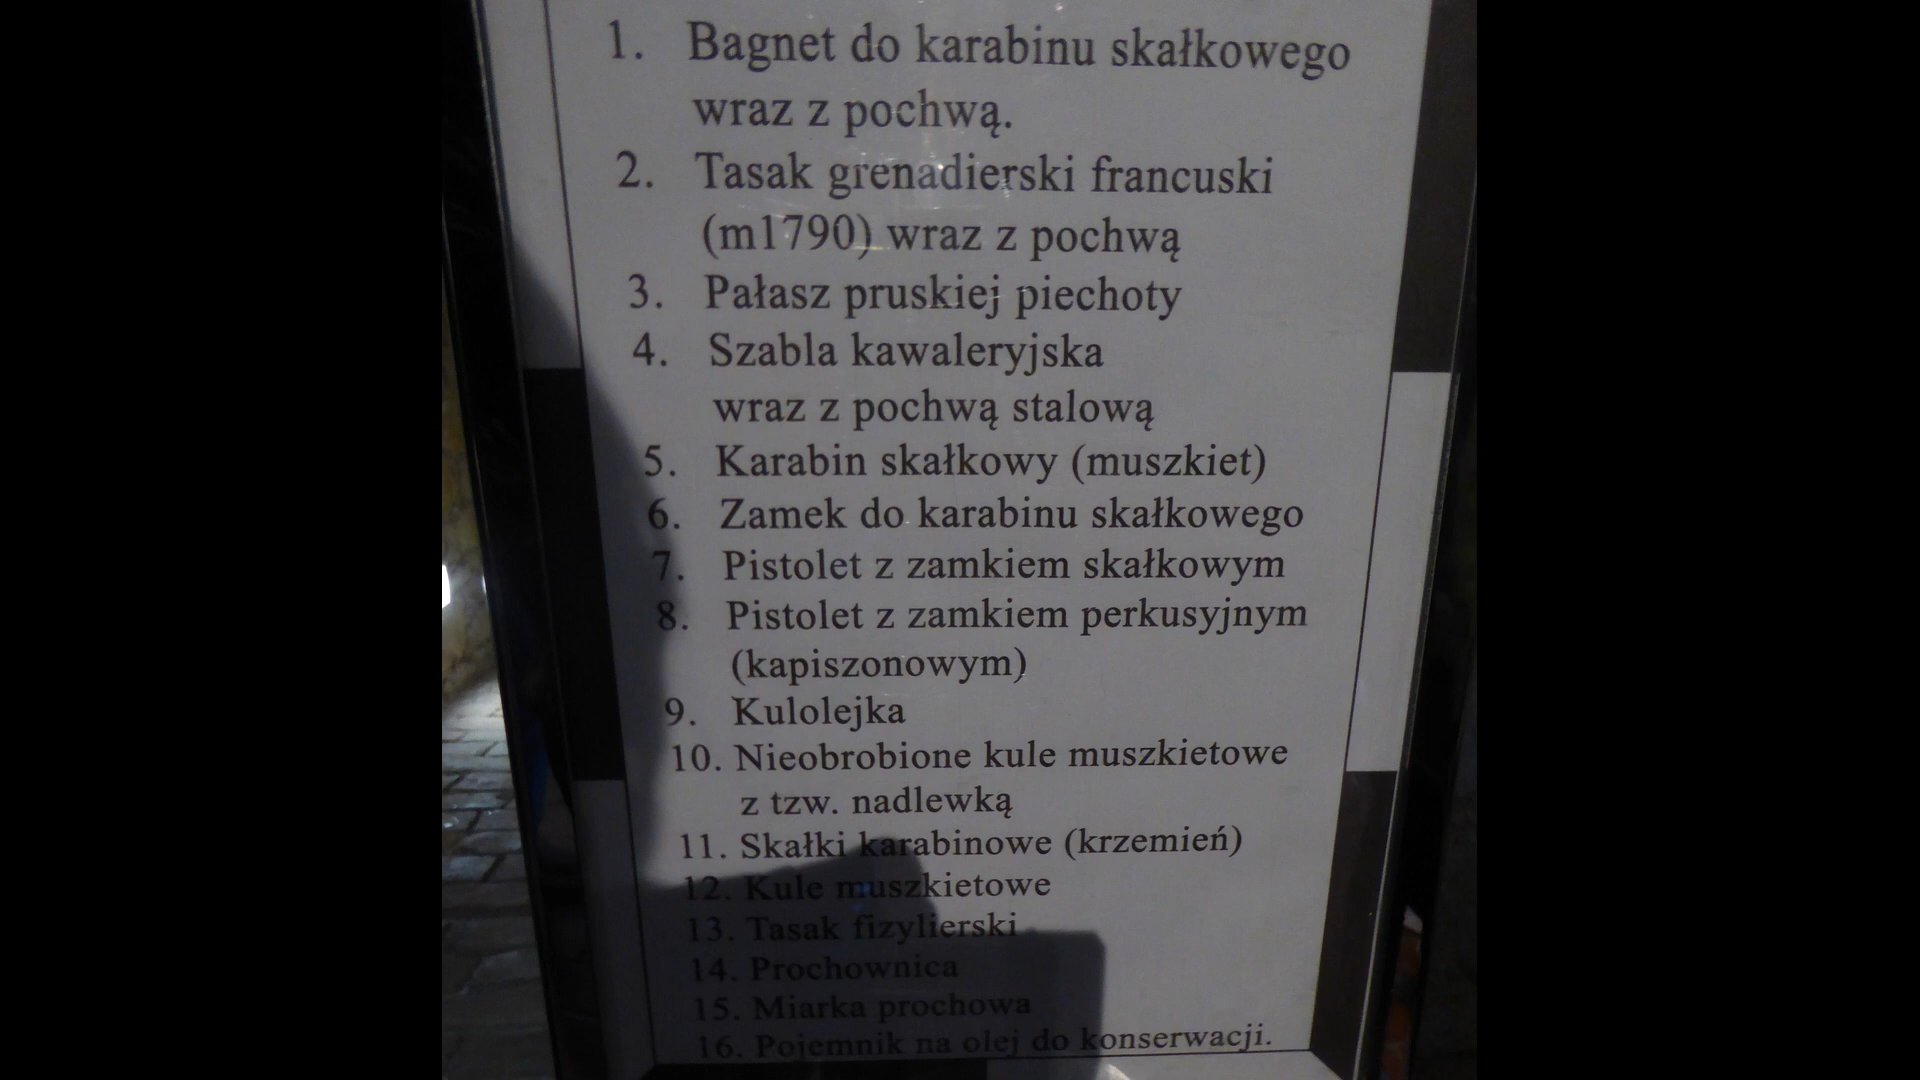 1. Bagnet do karabinu skałkowego
wraz z pochwą.
2. Tasak grenadierski francuski
(m1790) wraz z pochwą
3. Pałasz pruskiej piechoty
4. Szabla kawaleryjska
wraz z pochwą stalową
5. Karabin skałkowy (muszkiet)
6. Zamek do karabinu skałkowego
7. Pistolet z zamkiem skałkowym
8. Pistolet z zamkiem perkusyjnym
(kapiszonowym)
9. Kulolejka
10. Nieobrobione kule muszkietowe
z tzw. nadlewką
11. Skałki karabinowe (krzemień)
12. Kule muszkietowe
13. Tasak fizylierski
14. Prochownica
15. Miarka prochowa
16. Pojemnik na olej do konserwacji.